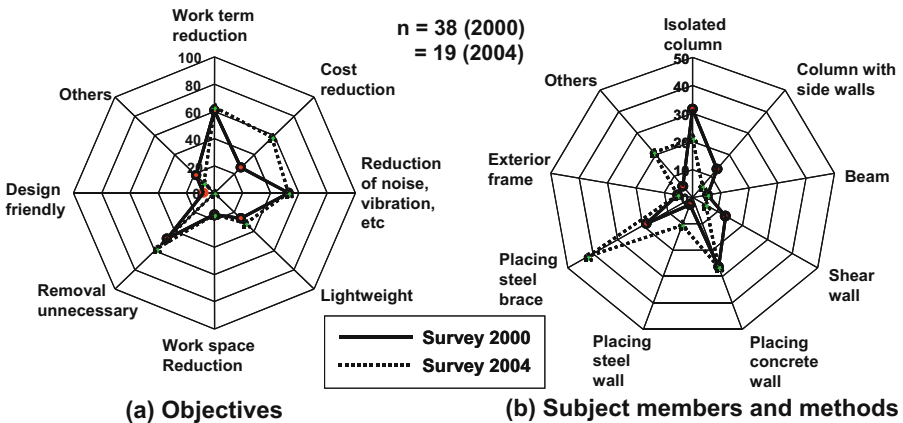 n = 38 (2000)
= 19 (2004)
Work term
reduction
Cost
reduction
Reduction
of noise,
vibration,
etc
Lightweight
Work space
Reduction
Removal
unnecessary
Design
friendly
Others
100
80
60
40
20
0
(a) Objectives
Isolated
column
Column with
side walls
Beam
Shear
wall
Placing
concrete
wall
Placing
steel
wall
Placing
steel
brace
Exterior
frame
Others
50
40
30
20
10
Survey 2000
Survey 2004
(b) Subject members and methods